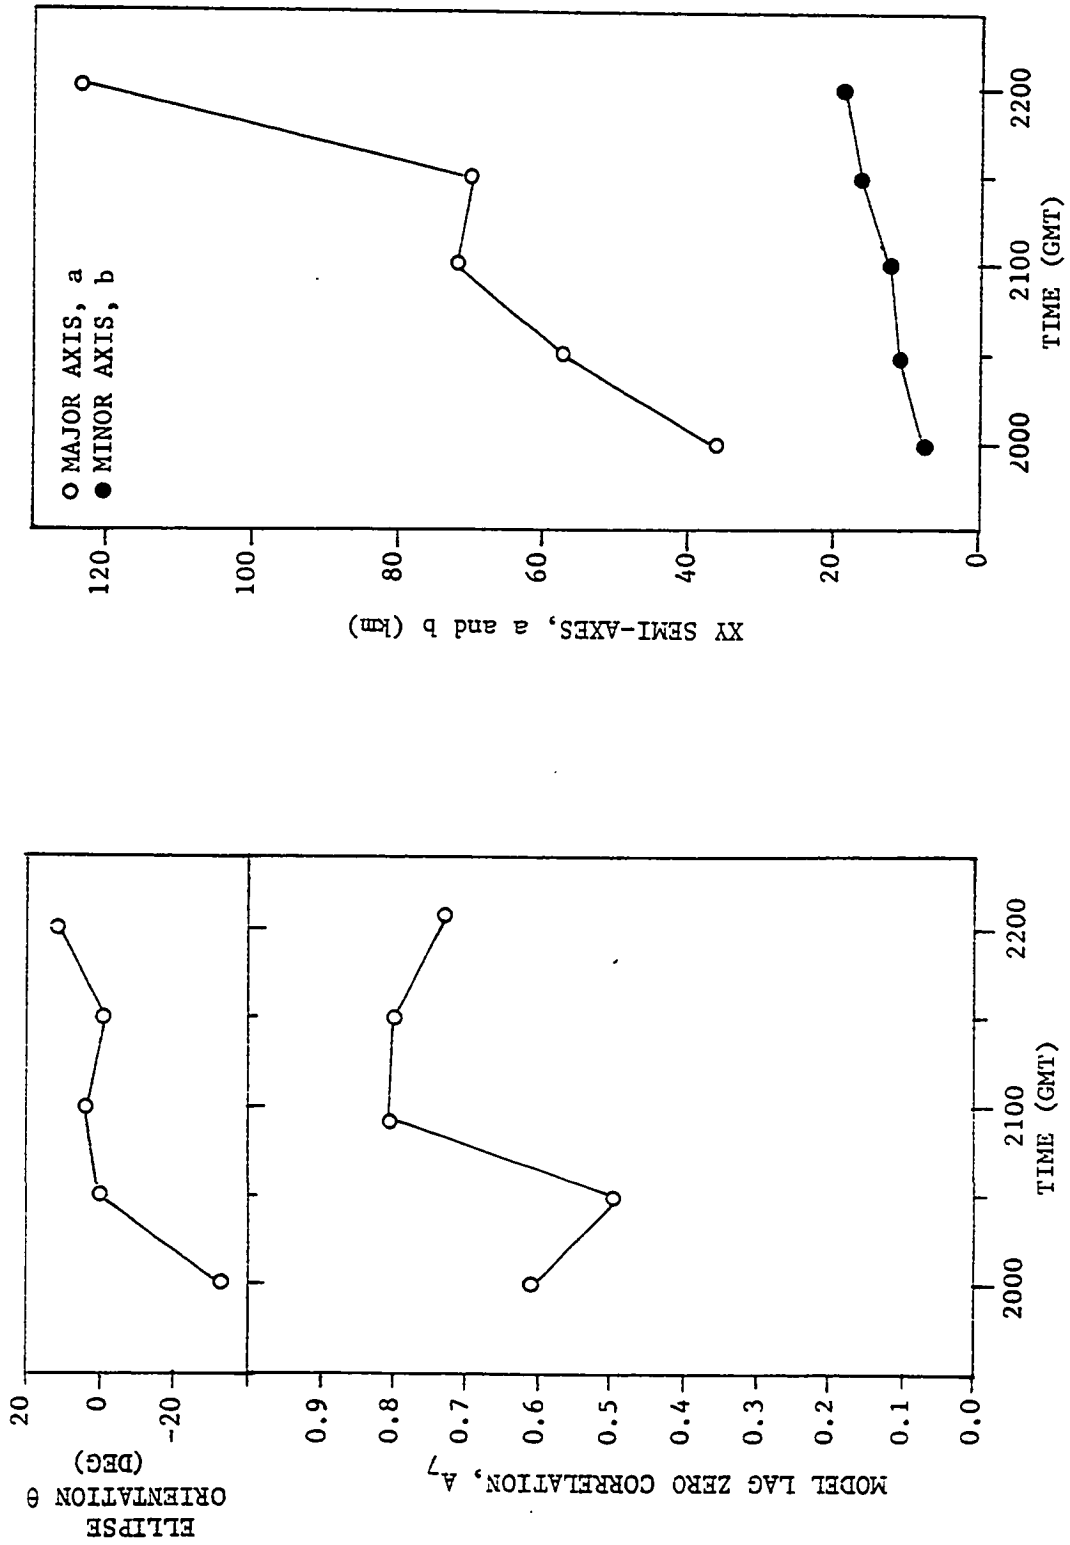 ELLIPSE
ORIENTATION θ
(DEG)
20
0
-20
MODEL LAG ZERO CORRELATION, A7
0.9
0.8
0.7
0.6
0.5
0.4
0.3
0.2
0.1
0.0
2000
2100
2200
TIME (GMT)
XY SEMI-AXES, a and b (km)
120
100
80
60
40
20
0
O MAJOR AXIS, a
● MINOR AXIS, b
2000
2100
2200
TIME (GMT)